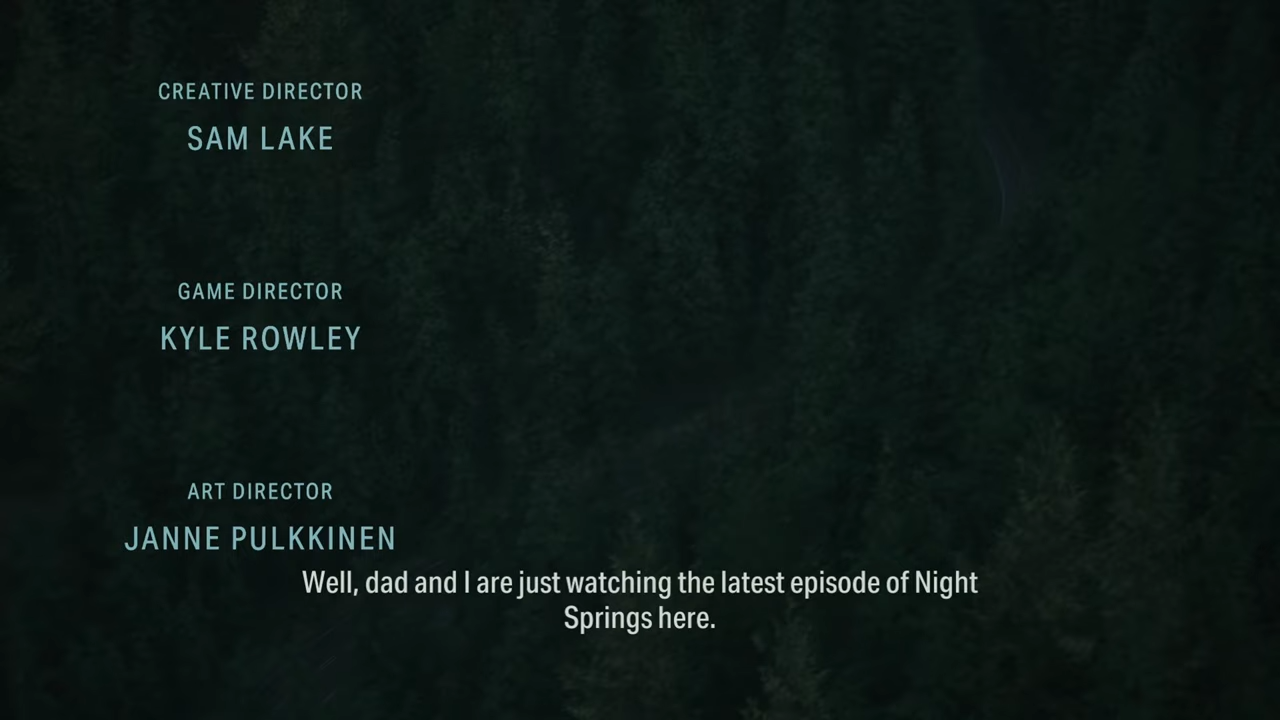 CREATIVE DIRECTOR
SAM LAKE
GAME DIRECTOR
KYLE ROWLEY
ART DIRECTOR
JANNE PULKKINEN
Well, dad and I are just watching the latest episode of Night
Springs here.